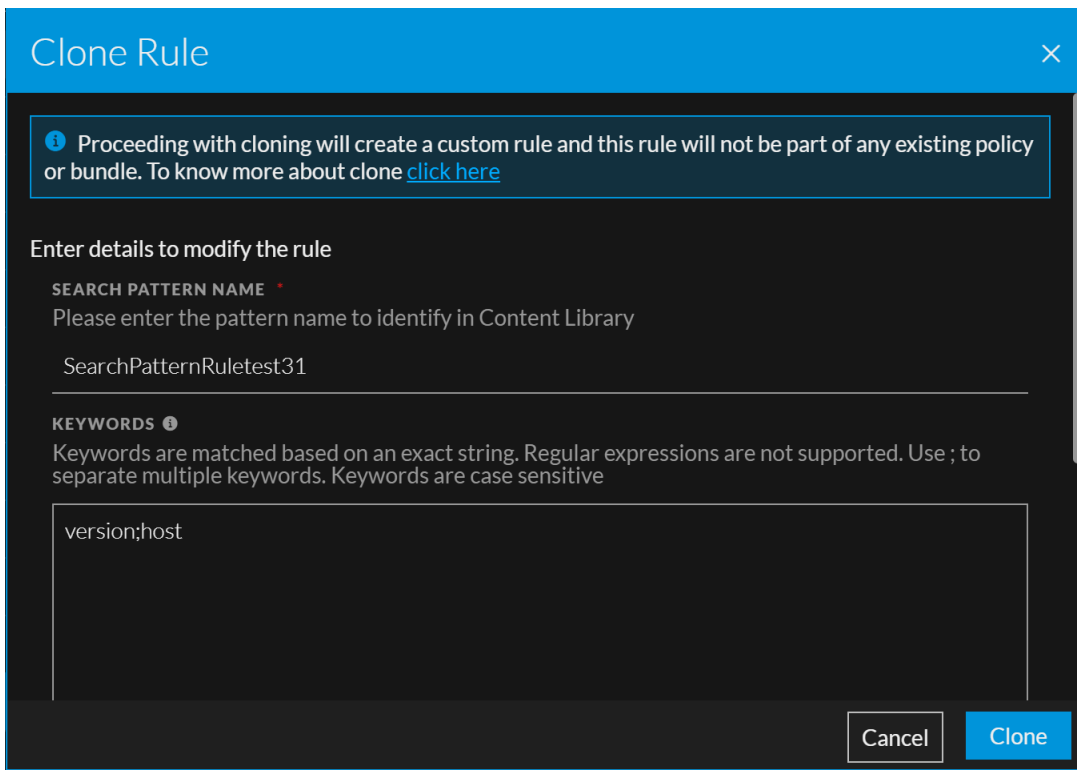 Clone Rule
Proceeding with cloning will create a custom rule and this rule will not be part of any existing policy
or bundle. To know more about clone click here
Enter details to modify the rule
SEARCH PATTERN NAME *
Please enter the pattern name to identify in Content Library
SearchPatternRuletest31
KEYWORDS
Keywords are matched based on an exact string. Regular expressions are not supported. Use ; to
separate multiple keywords. Keywords are case sensitive
version;host
Cancel
Clone